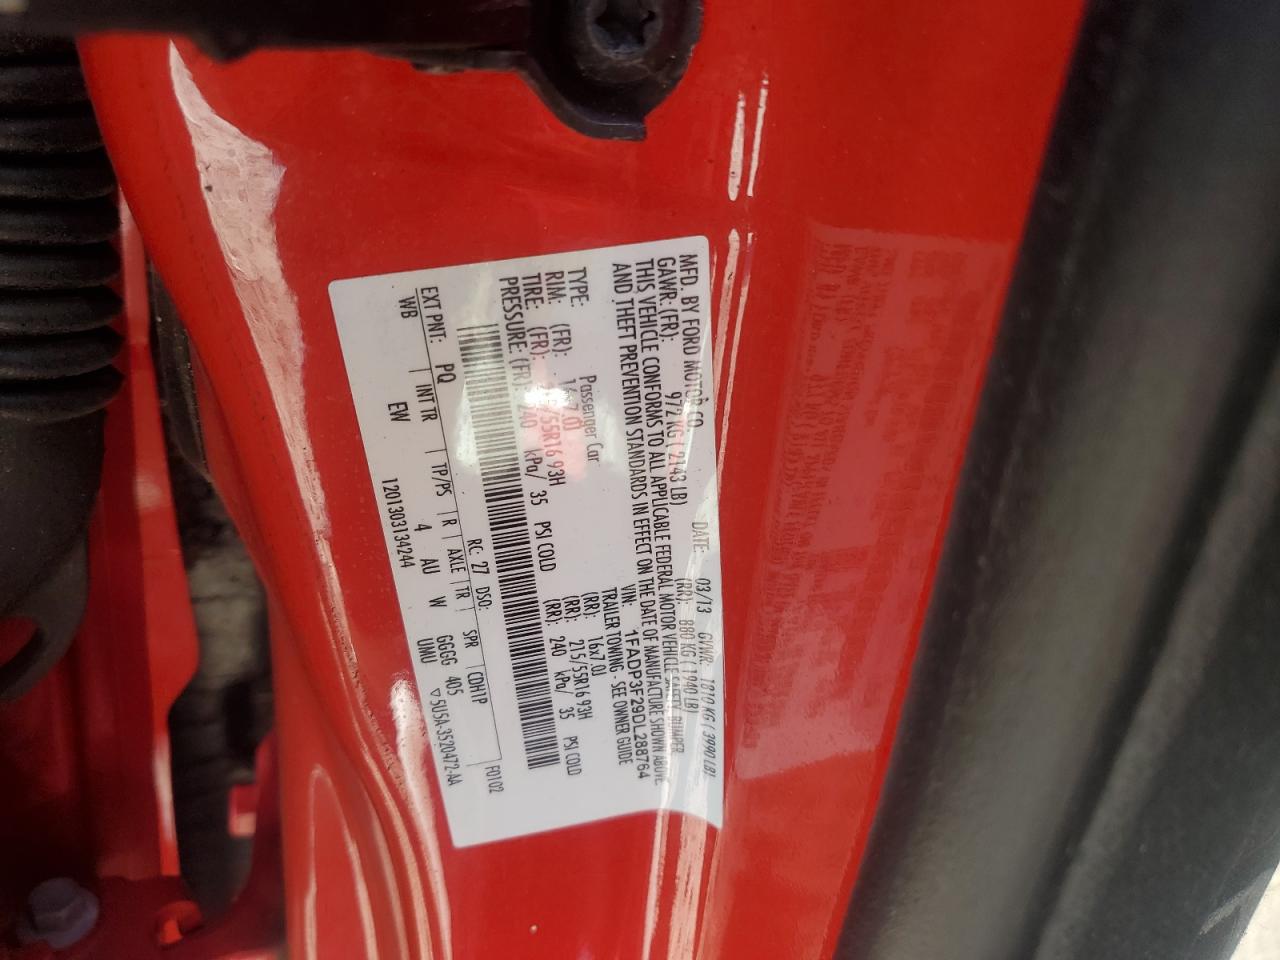 MFD. BY FORD MOTOR CO.
DATE: 03/13 GVWR: 1810 KG ( 3990 LB)
GAWR: (FR): 972 KG ( 2143 LB) (RR): 880 KG ( 1940 LB)
THIS VEHICLE CONFORMS TO ALL APPLICABLE FEDERAL MOTOR VEHICLE SAFETY, BUMPER
AND THEFT PREVENTION STANDARDS IN EFFECT ON THE DATE OF MANUFACTURE SHOWN ABOVE
VIN: 1FADP3F29DL288764
TYPE: Passenger Car TRAILER TOWING - SEE OWNER GUIDE
RIM: (FR): 16x7.0J (RR): 16x7.0J
TIRE: (FR): 215/55R16 93H (RR): 215/55R16 93H
PRESSURE: (FR): 240 kPa/ 35 PSI COLD (RR): 240 kPa/ 35 PSI COLD
RC: 27 DSO: F0102
EXT PNT: PQ INT TR TP/PS R AXLE TR SPR CDH1P
WB EW 4 AU W GGGG 405
1201303134244 UMU ▽5U5A-3520472-AA